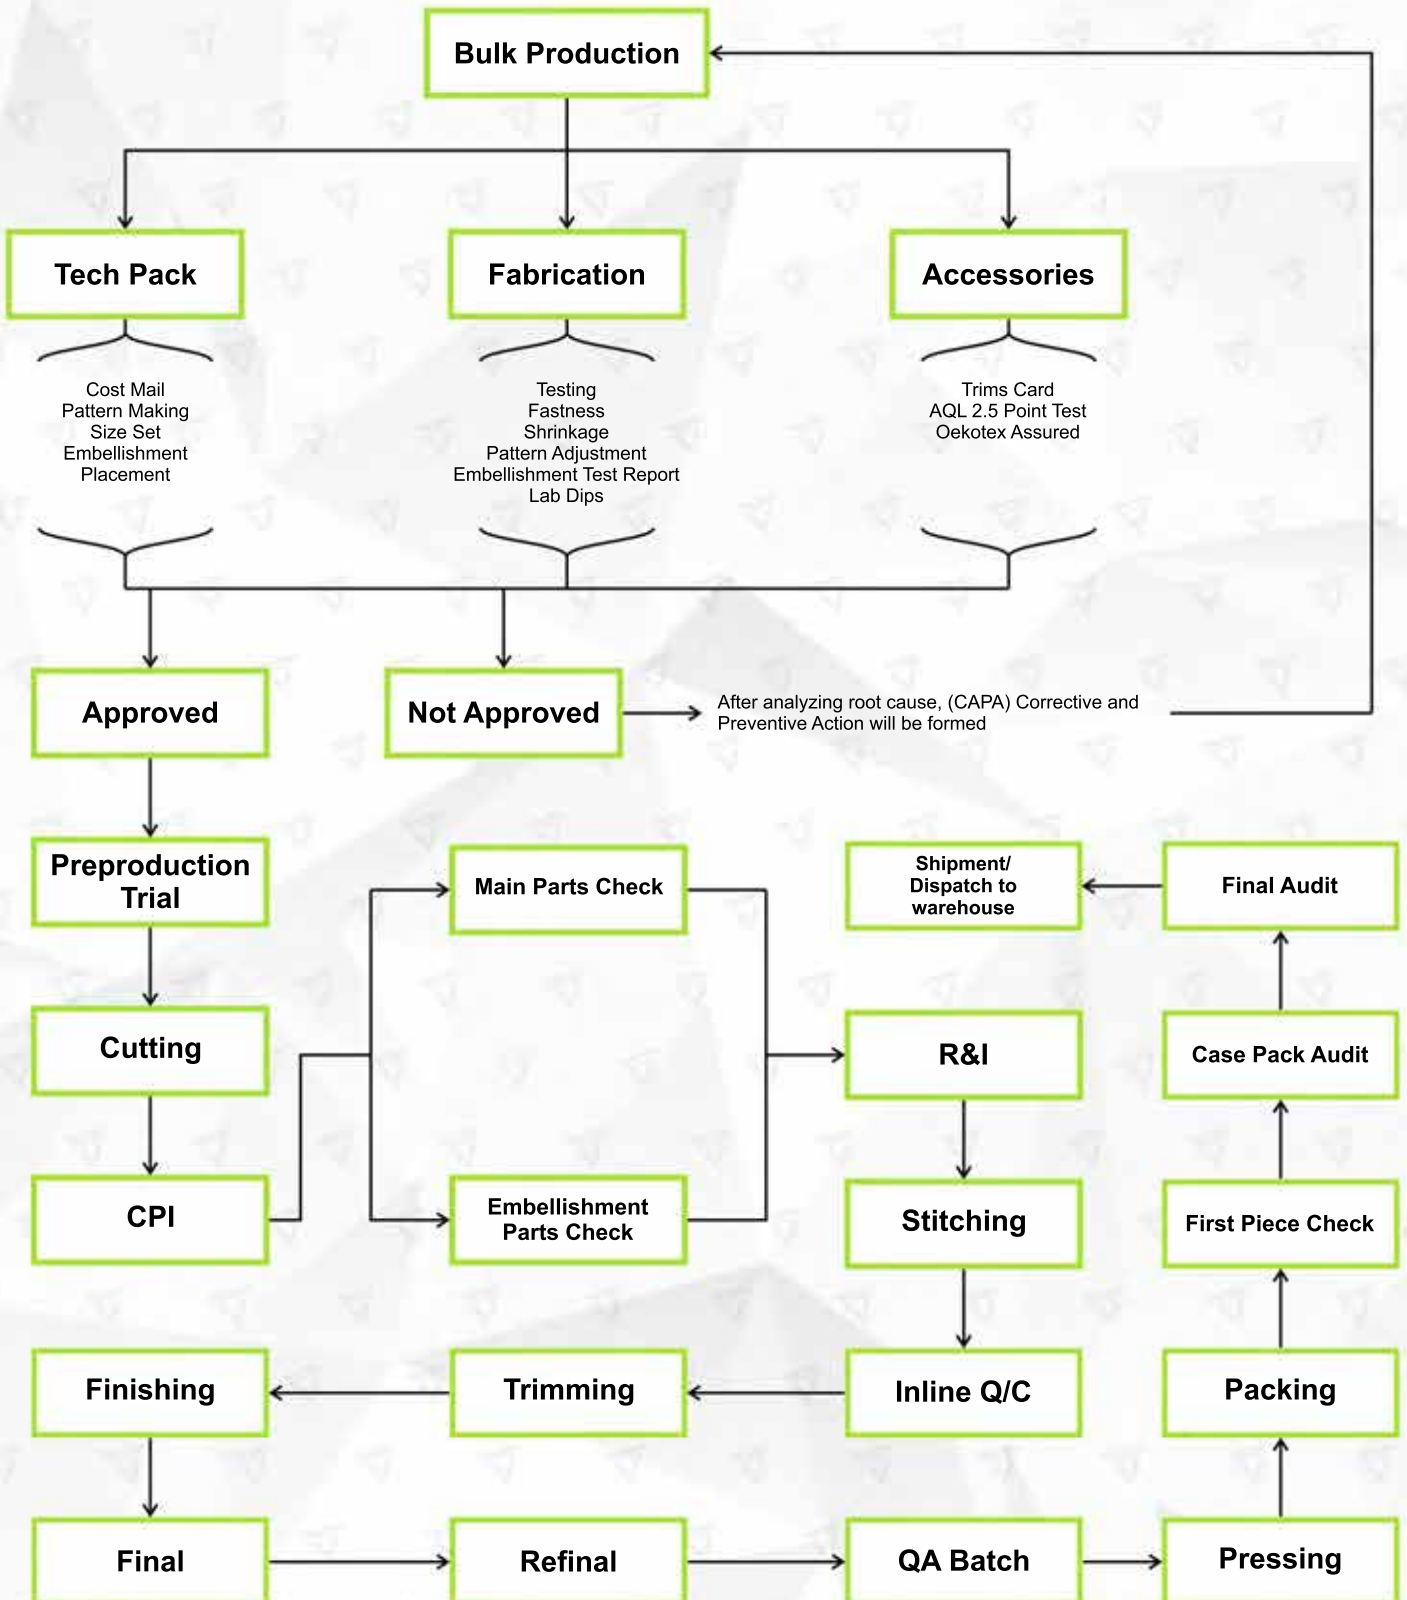 Bulk Production
Tech Pack
Fabrication
Accessories
Cost Mail
Pattern Making
Size Set
Embellishment
Placement
Testing
Fastness
Shrinkage
Pattern Adjustment
Embellishment Test Report
Lab Dips
Trims Card
AQL 2.5 Point Test
Oekotex Assured
Approved
Not Approved
After analyzing root cause, (CAPA) Corrective and
Preventive Action will be formed
Preproduction
Trial
Main Parts Check
Shipment/
Dispatch to
warehouse
Final Audit
Cutting
R&I
Case Pack Audit
CPI
Embellishment
Parts Check
Stitching
First Piece Check
Finishing
Trimming
Inline Q/C
Packing
Final
Refinal
QA Batch
Pressing